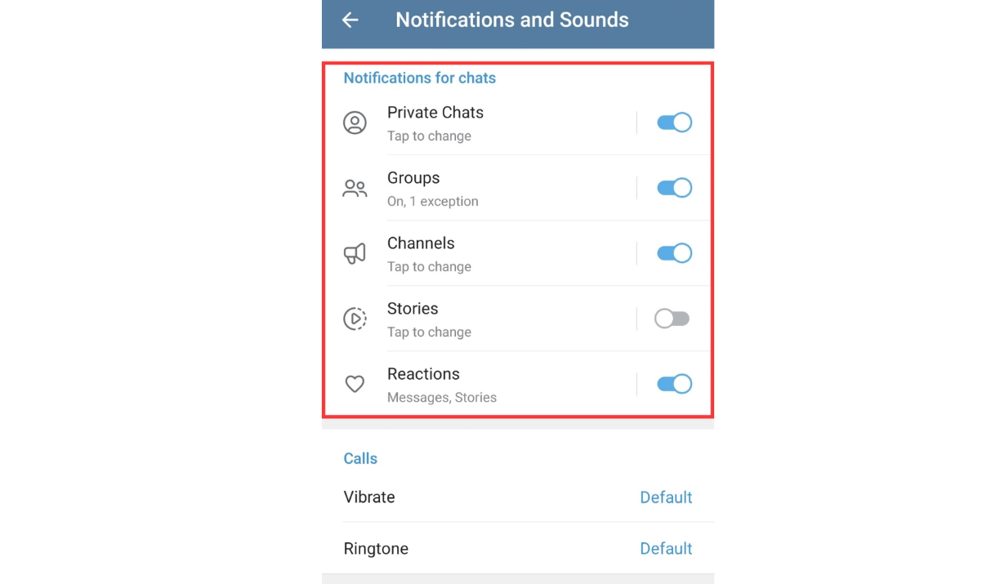 Notifications and Sounds
Notifications for chats
Private Chats
Tap to change
Groups
On, 1 exception
Channels
Tap to change
Stories
Tap to change
Reactions
Messages, Stories
Calls
Vibrate Default
Ringtone Default